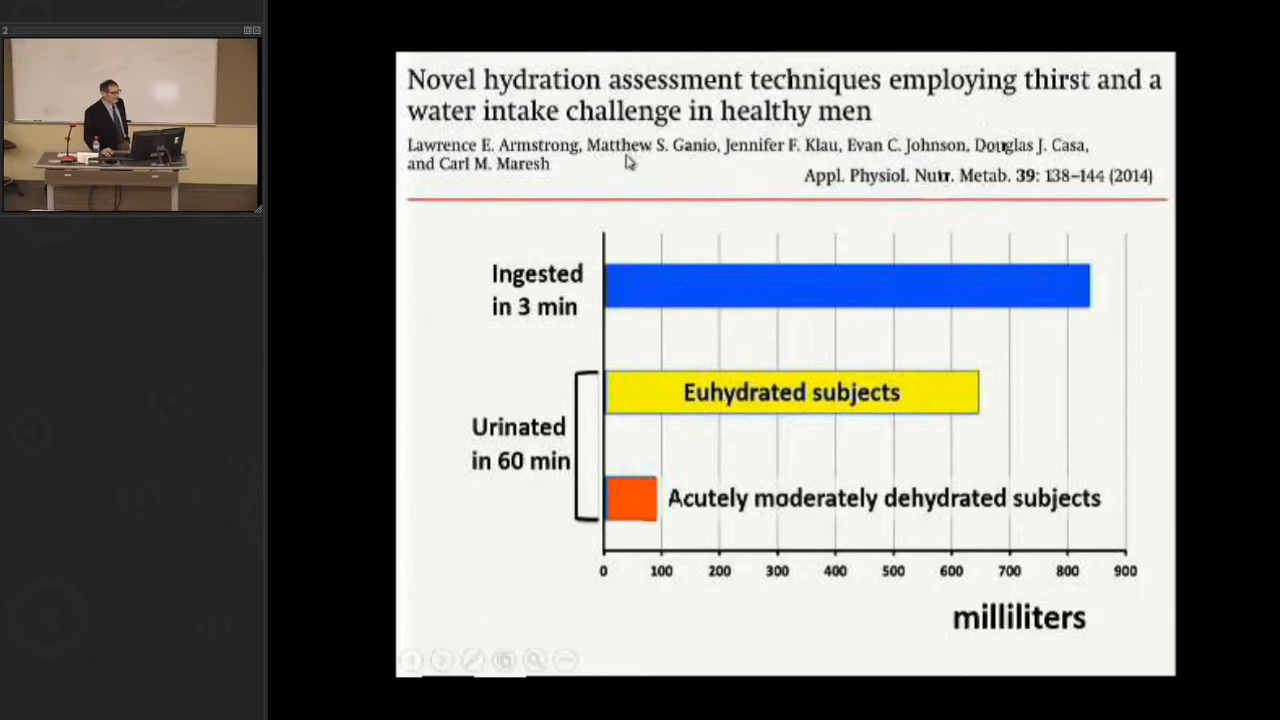 2
Novel hydration assessment techniques employing thirst and a
water intake challenge in healthy men
Lawrence E. Armstrong, Matthew S. Ganio, Jennifer F. Klau, Evan C. Johnson, Douglas J. Casa,
and Carl M. Maresh
Appl. Physiol. Nutr. Metab. 39: 138–144 (2014)
Ingested
in 3 min
Euhydrated subjects
Urinated
in 60 min
Acutely moderately dehydrated subjects
0 100 200 300 400 500 600 700 800 900
milliliters